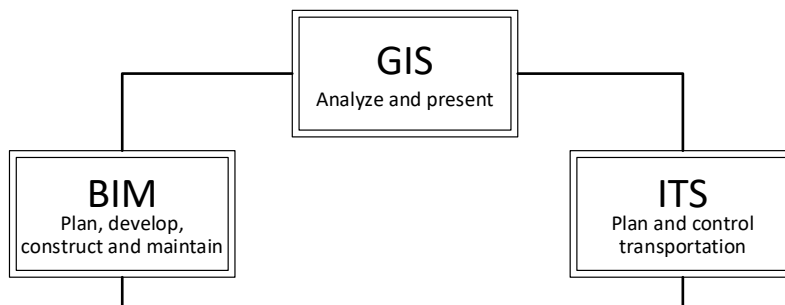 GIS
Analyze and present
BIM
Plan, develop,
construct and maintain
ITS
Plan and control
transportation